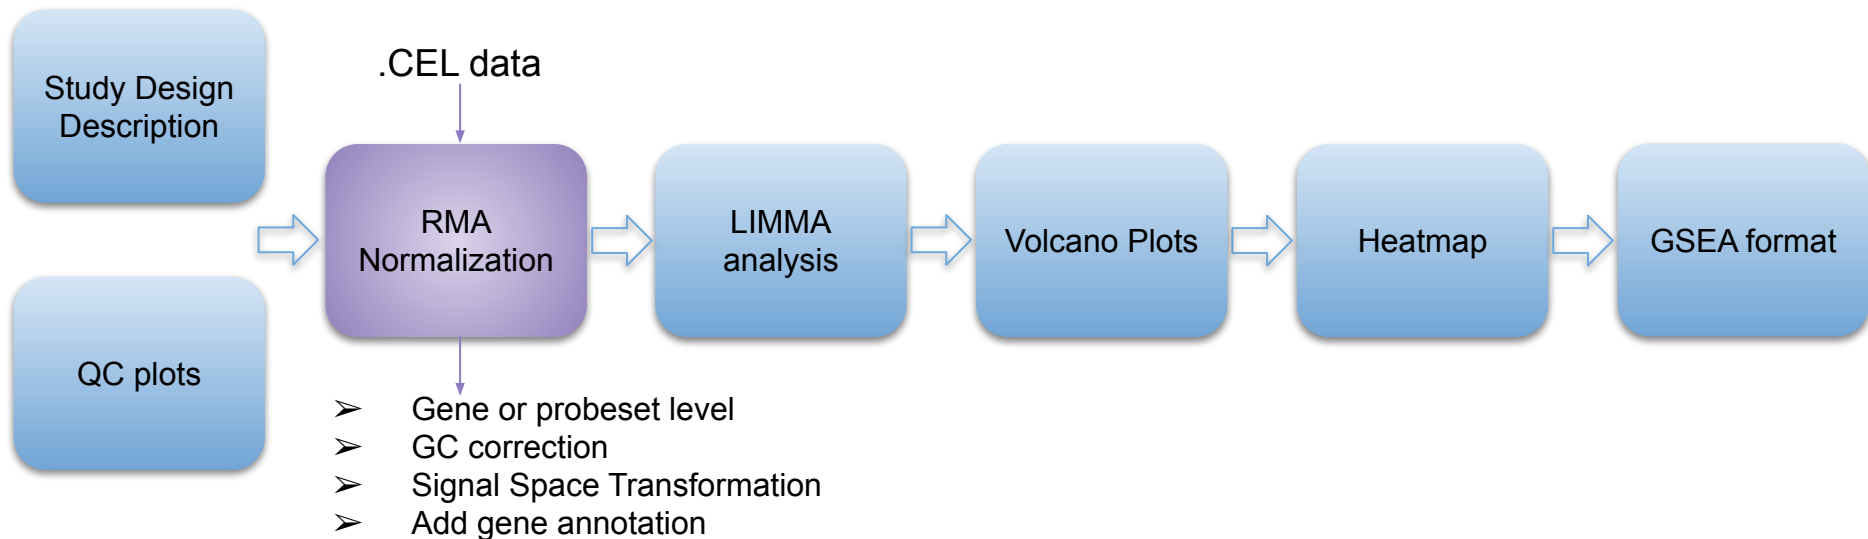 Study Design
Description
QC plots
.CEL data
RMA
Normalization
➢ Gene or probeset level
➢ GC correction
➢ Signal Space Transformation
➢ Add gene annotation
LIMMA
analysis
Volcano Plots
Heatmap
GSEA format